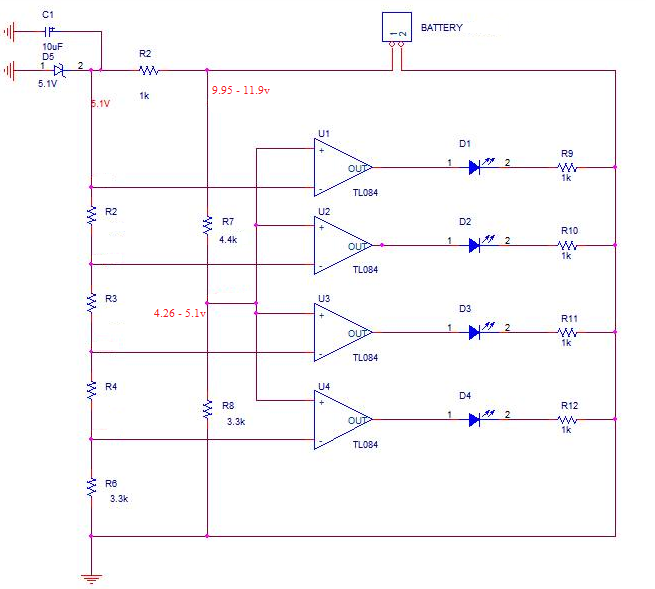 C1
10uF
D5
1
2
5.1V
5.1V
R2
1k
9.95 - 11.9v
1
2
BATTERY
U1
+
-
OUT
TL084
D1
1
2
R9
1k
R2
R7
4.4k
U2
+
-
OUT
TL084
D2
1
2
R10
1k
R3
4.26 - 5.1v
U3
+
-
OUT
TL084
D3
1
2
R11
1k
R4
R8
3.3k
U4
+
-
OUT
TL084
D4
1
2
R12
1k
R6
3.3k